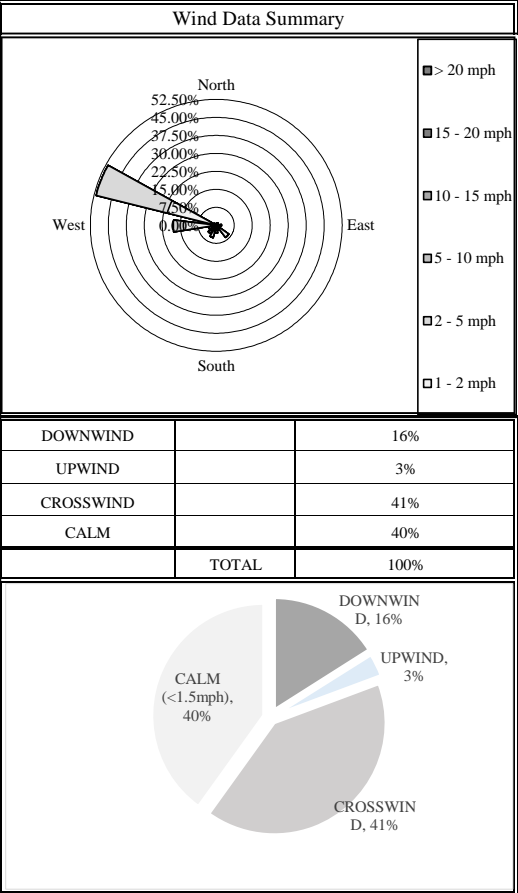 Wind Data Summary
North
52.50%
45.00%
37.50%
30.00%
22.50%
15.00%
7.50%
0.00%
West
East
South
> 20 mph
15 - 20 mph
10 - 15 mph
5 - 10 mph
2 - 5 mph
1 - 2 mph
DOWNWIND 16%
UPWIND 3%
CROSSWIND 41%
CALM 40%
TOTAL 100%
DOWNWIN
D, 16%
UPWIND,
3%
CALM
(<1.5mph),
40%
CROSSWIN
D, 41%